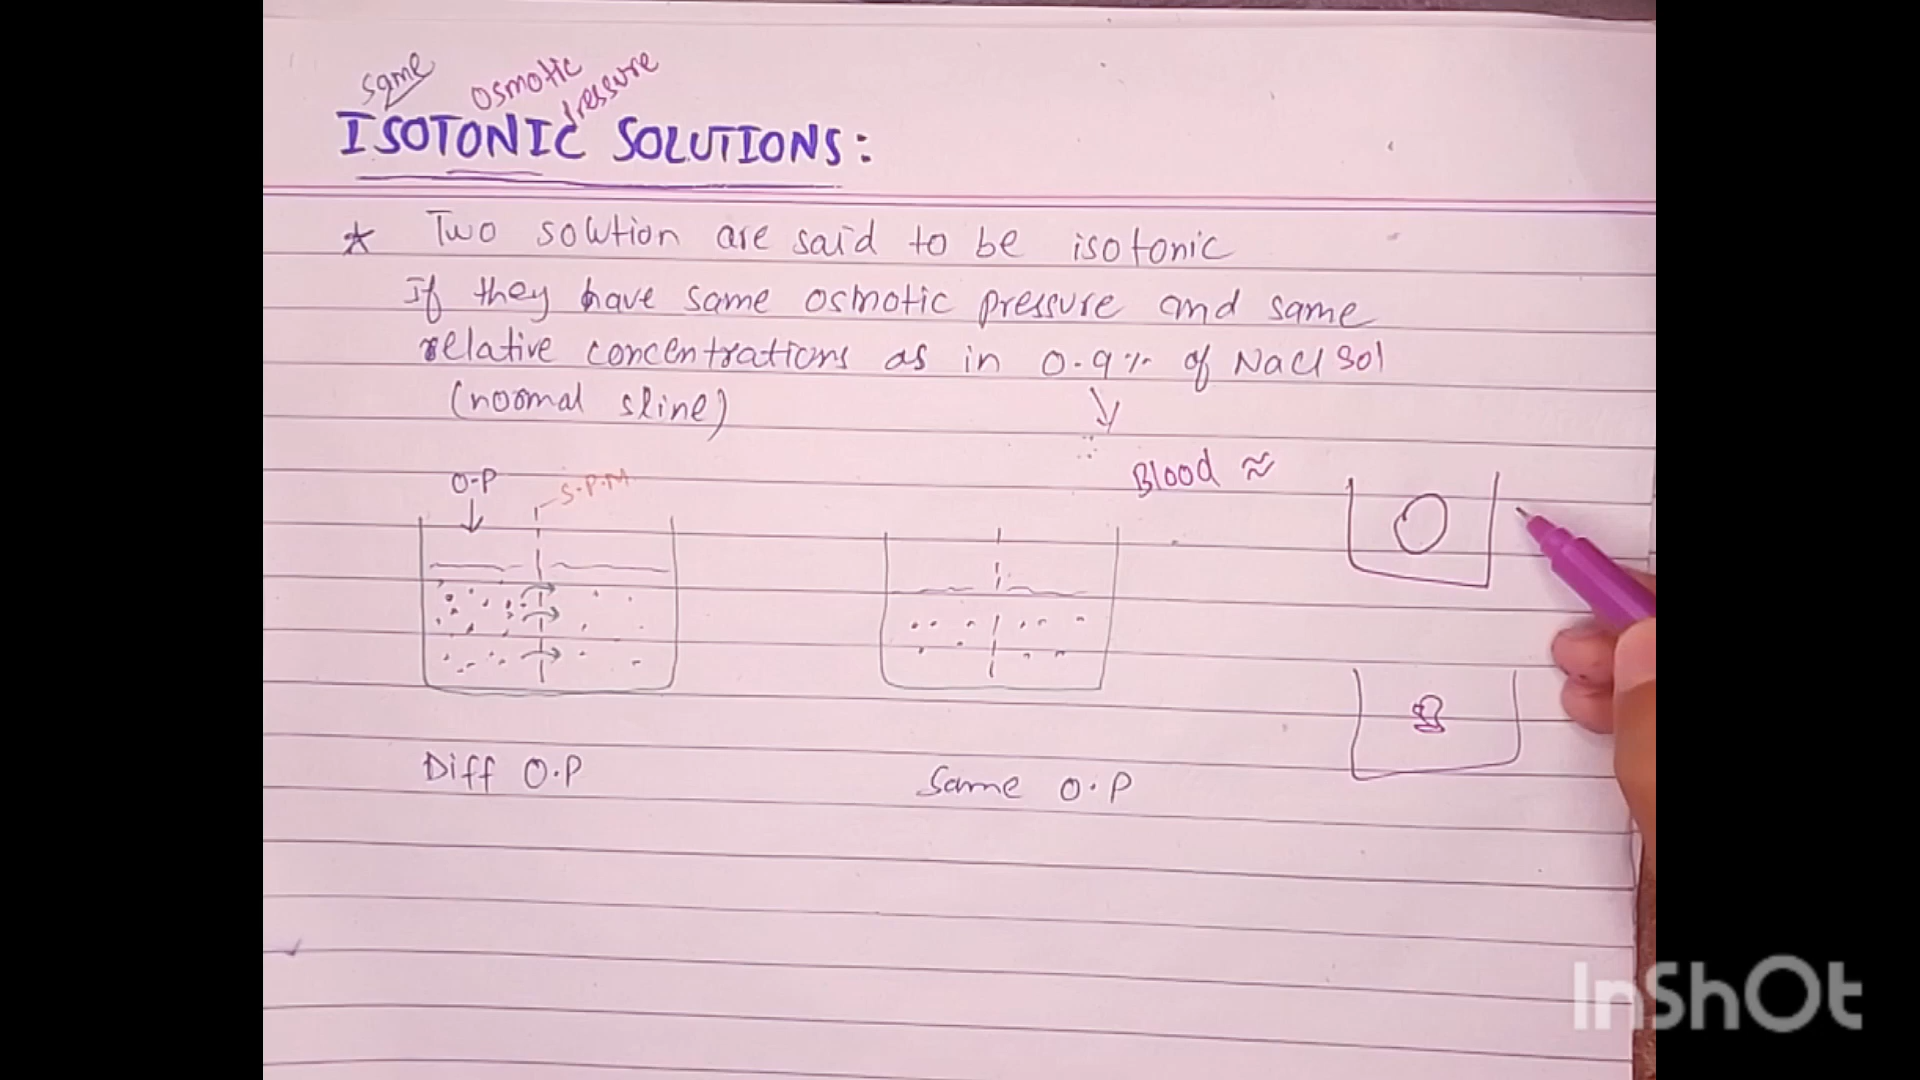 same
osmotic
pressure
ISOTONIC SOLUTIONS:
Two solution are said to be isotonic
If they have same osmotic pressure and same
relative concentrations as in 0.9% of NaCl Sol
(normal sline)
Blood ≈
O-P
S.P.M
Diff O.P
Same O.P
InShOt